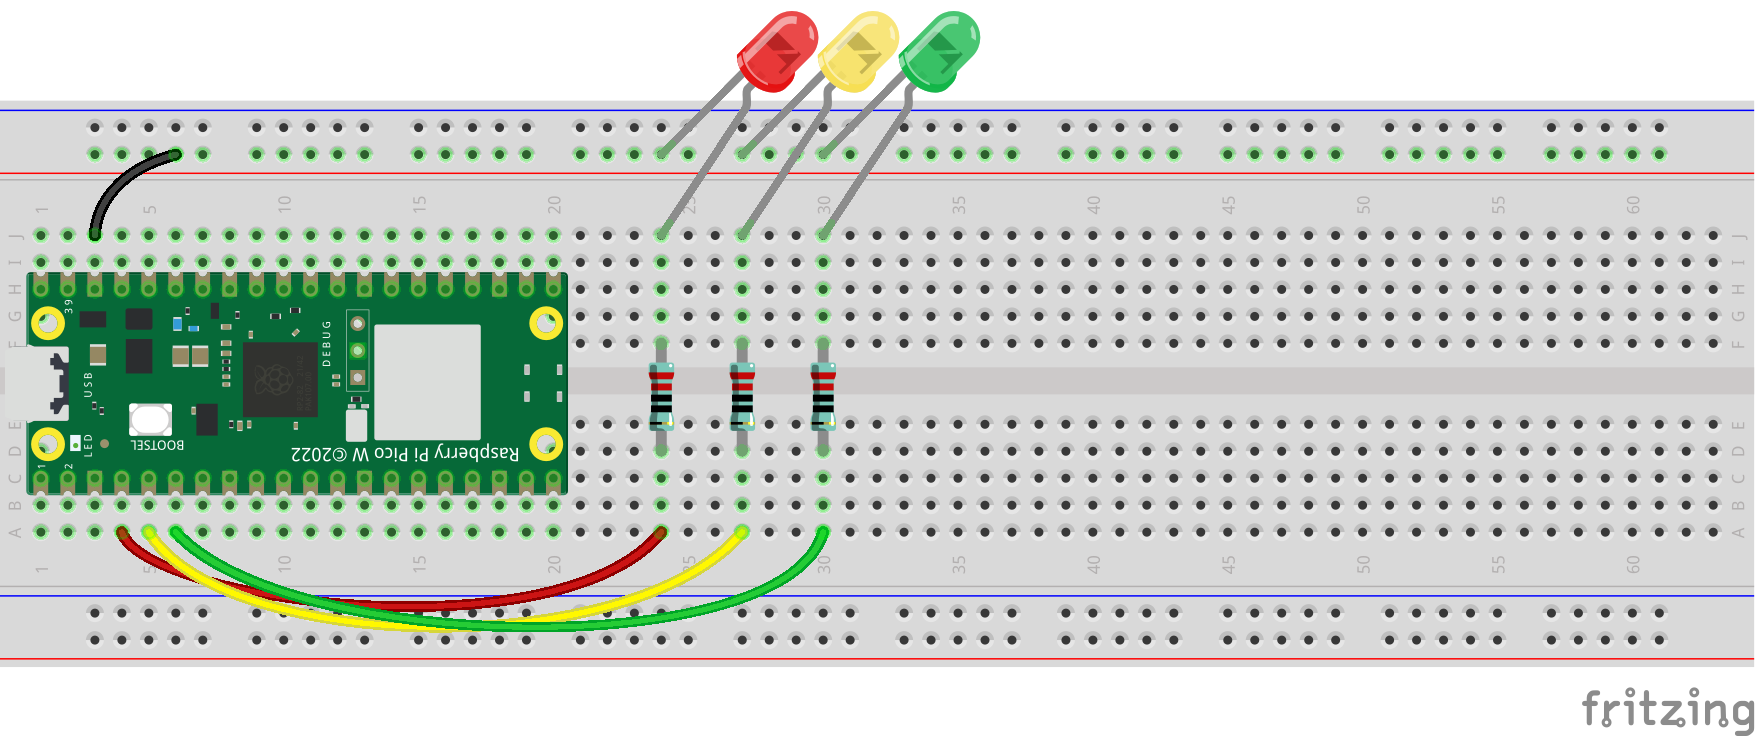 1 5 10 15 20 25 30 35 40 45 50 55 60
J J
I I
H H
G G
F F
39
DEBUG
USB
BOOTSEL
LED
Raspberry Pi Pico W ©2022
1 2
E E
D D
C C
B B
A A
1 5 10 15 20 25 30 35 40 45 50 55 60
fritzing